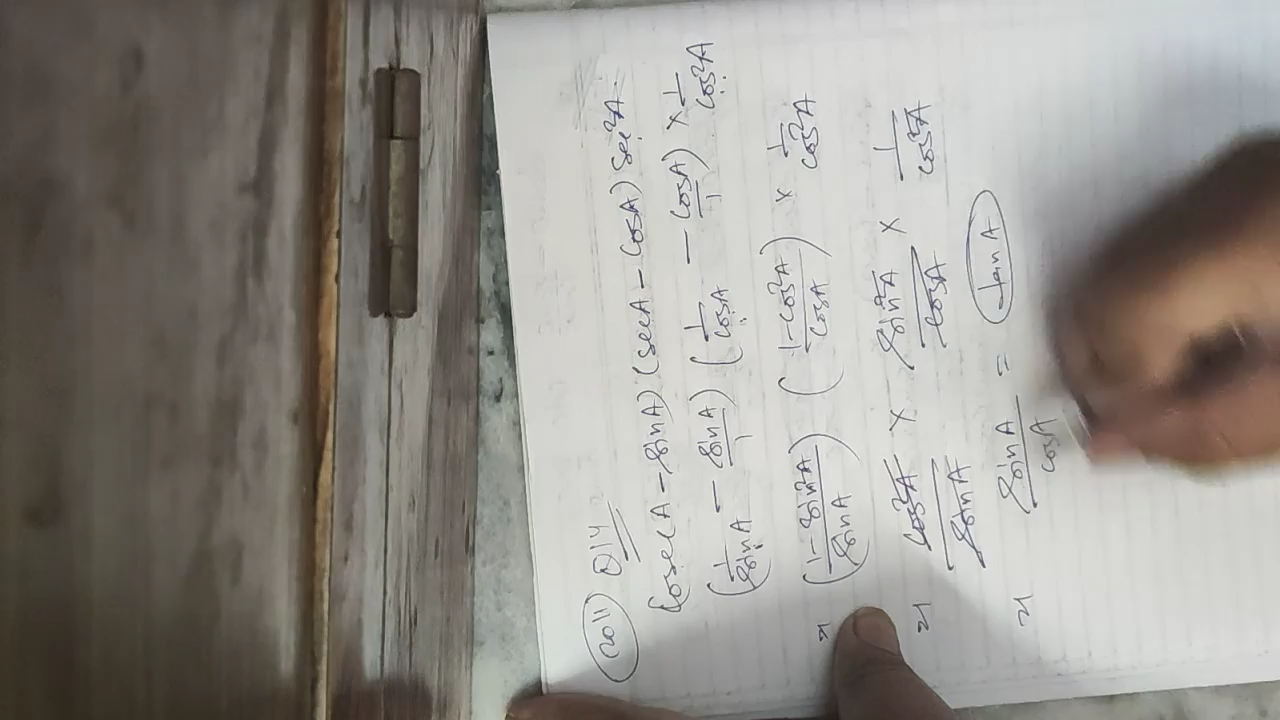 (2011) Q14
CosecA - sinA) (secA - cosA) sec²A.
(1/sinA - sinA/1) (1/cosA - cosA/1) × 1/cos²A
= (1-sin²A/sinA) (1-cos²A/cosA) × 1/cos²A
= cos²A/sinA × sin²A/cosA × 1/cos²A
= sinA/cosA = tanA